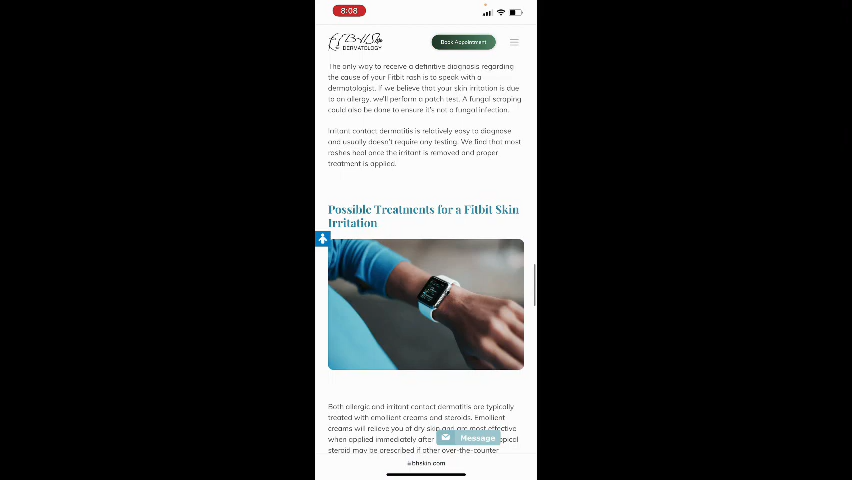 8:08
DERMATOLOGY
Book Appointment
The only way to receive a definitive diagnosis regarding
the cause of your Fitbit rash is to speak with a
dermatologist. If we believe that your skin irritation is due
to an allergy, we'll perform a patch test. A fungal scraping
could also be done to ensure it's not a fungal infection.
Irritant contact dermatitis is relatively easy to diagnose
and usually doesn't require any testing. We find that most
rashes heal once the irritant is removed and proper
treatment is applied.
Possible Treatments for a Fitbit Skin
Irritation
Both allergic and irritant contact dermatitis are typically
treated with emollient creams and steroids. Emollient
creams will relieve you of dry skin and are most effective
when applied immediately after
Message
steroid may be prescribed if other over-the-counter
bhskin.com